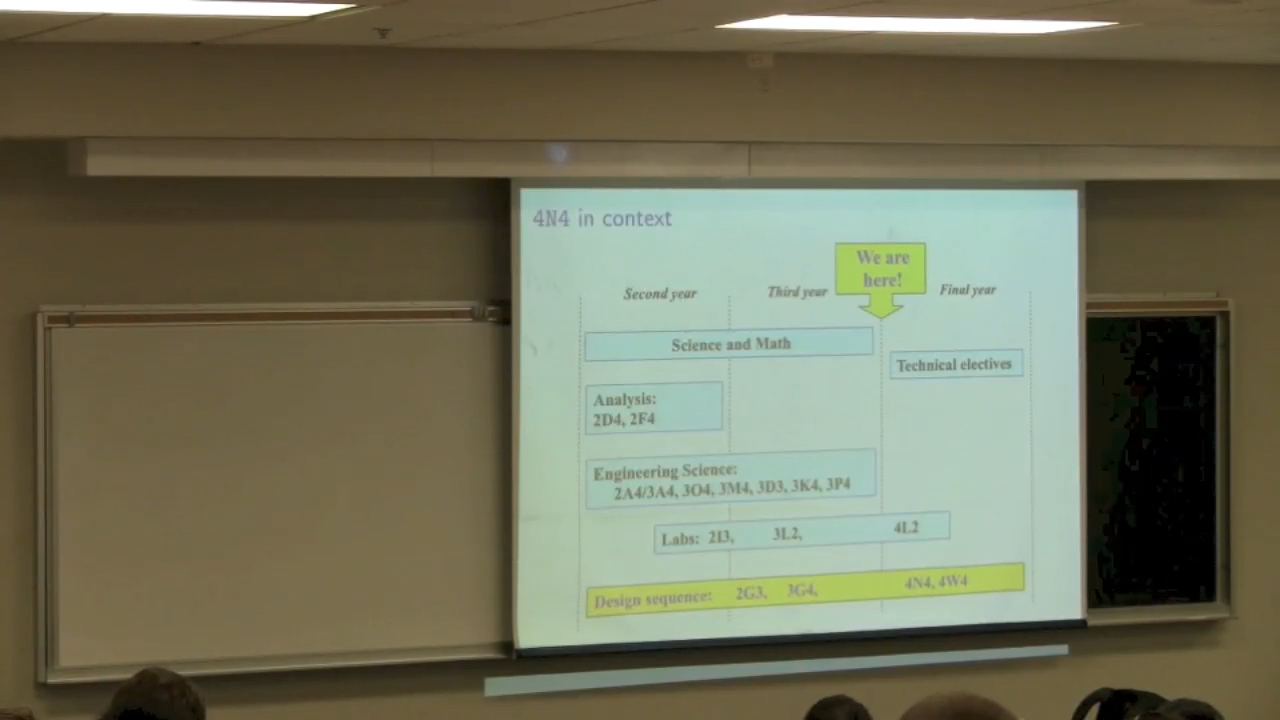 4N4 in context
We are
here!
Second year
Third year
Final year
Science and Math
Technical electives
Analysis:
2D4, 2F4
Engineering Science:
2A4/3A4, 3O4, 3M4, 3D3, 3K4, 3P4
Labs: 2I3, 3L2, 4L2
Design sequence: 2G3, 3G4, 4N4, 4W4